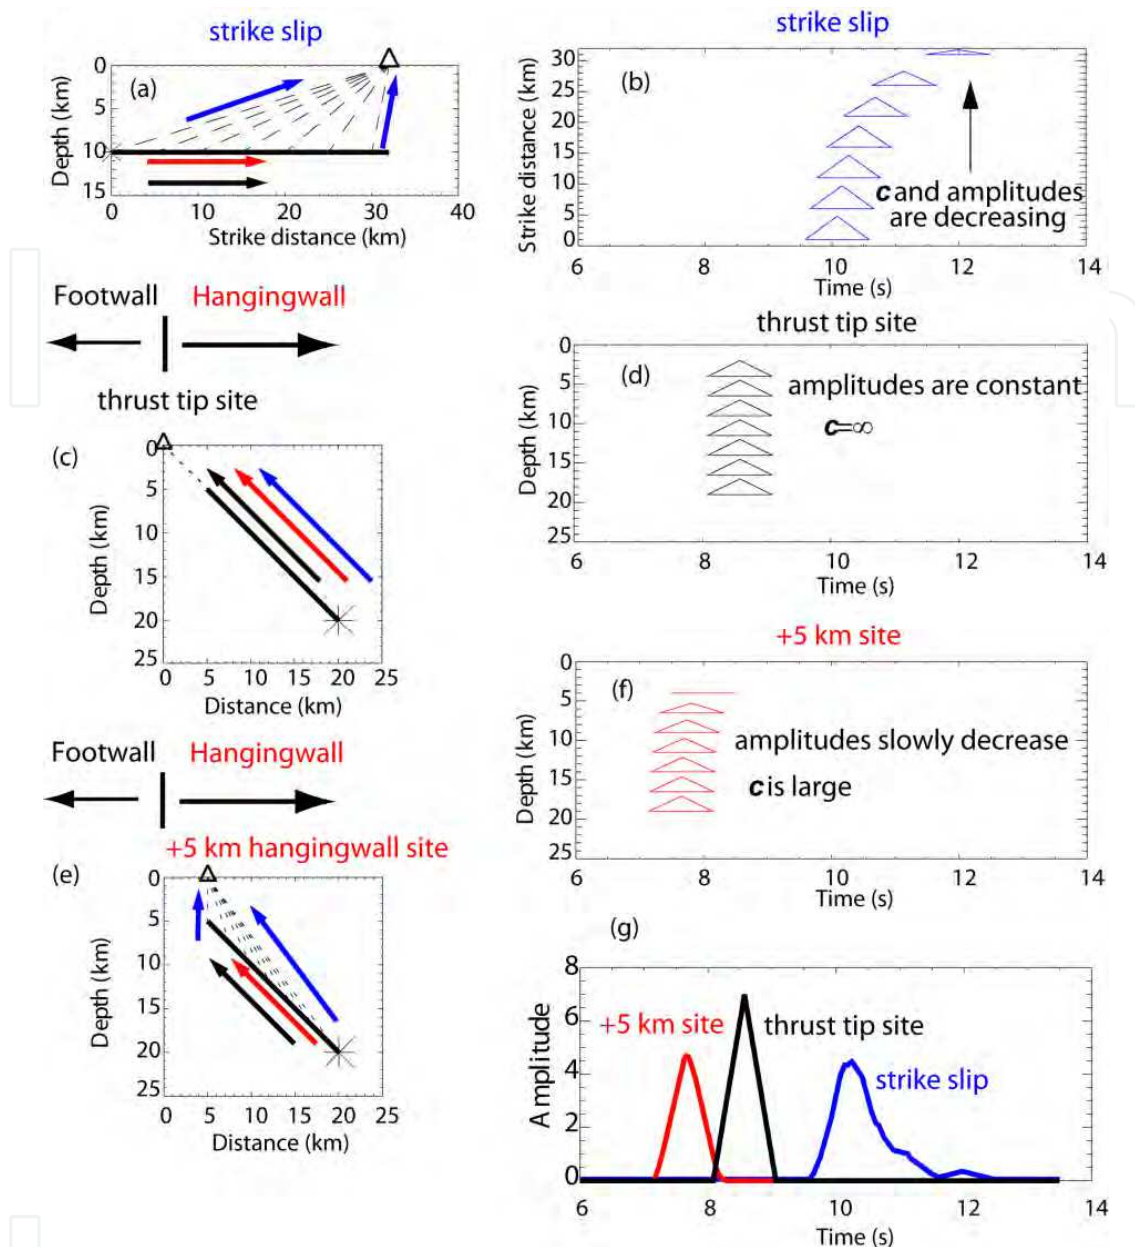 strike slip
(a)
0
5
10
15
Depth (km)
0 10 20 30 40
Strike distance (km)
strike slip
(b)
30
25
20
15
10
5
0
Strike distance (km)
c and amplitudes
are decreasing
6 8 10 12 14
Time (s)
Footwall Hangingwall
thrust tip site
(c)
0
5
10
15
20
25
Depth (km)
0 5 10 15 20 25
Distance (km)
thrust tip site
(d)
0
5
10
15
20
25
Depth (km)
amplitudes are constant
c=∞
6 8 10 12 14
Time (s)
Footwall Hangingwall
+5 km hangingwall site
(e)
0
5
10
15
20
25
Depth (km)
0 5 10 15 20 25
Distance (km)
+5 km site
(f)
0
5
10
15
20
25
Depth (km)
amplitudes slowly decrease
c is large
6 8 10 12 14
Time (s)
(g)
8
6
4
2
0
Amplitude
+5 km site
thrust tip site
strike slip
6 8 10 12 14
Time (s)